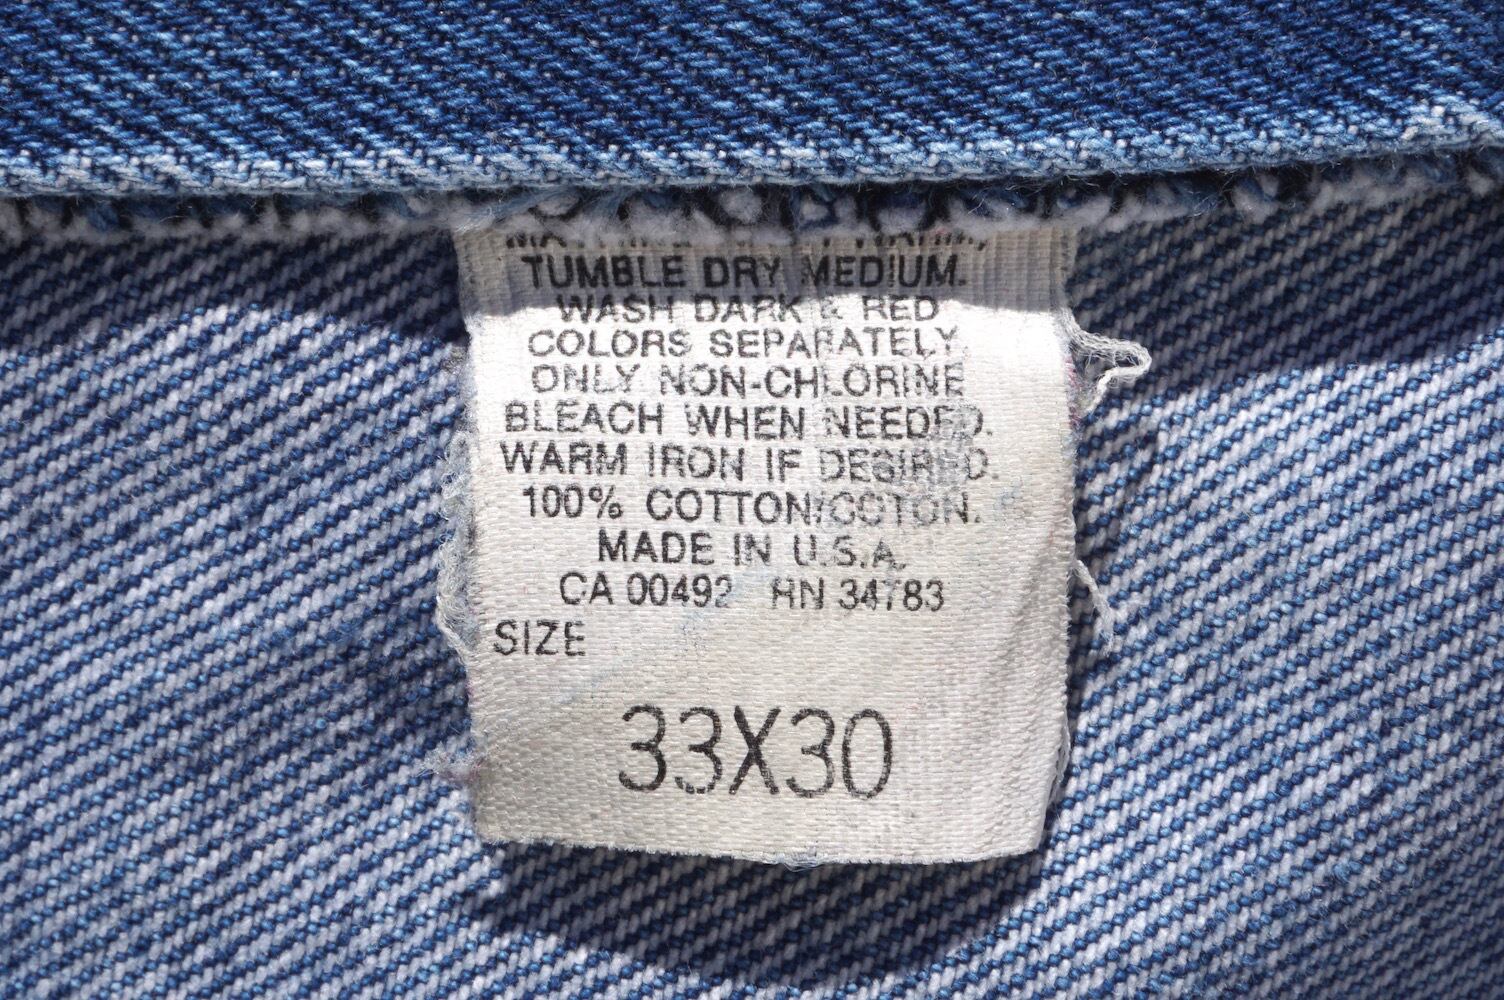 TUMBLE DRY MEDIUM.
WASH DARK & RED
COLORS SEPARATELY.
ONLY NON-CHLORINE
BLEACH WHEN NEEDED.
WARM IRON IF DESIRED.
100% COTTON/COTON.
MADE IN U.S.A.
CA 00492 RN 34783
SIZE
33X30